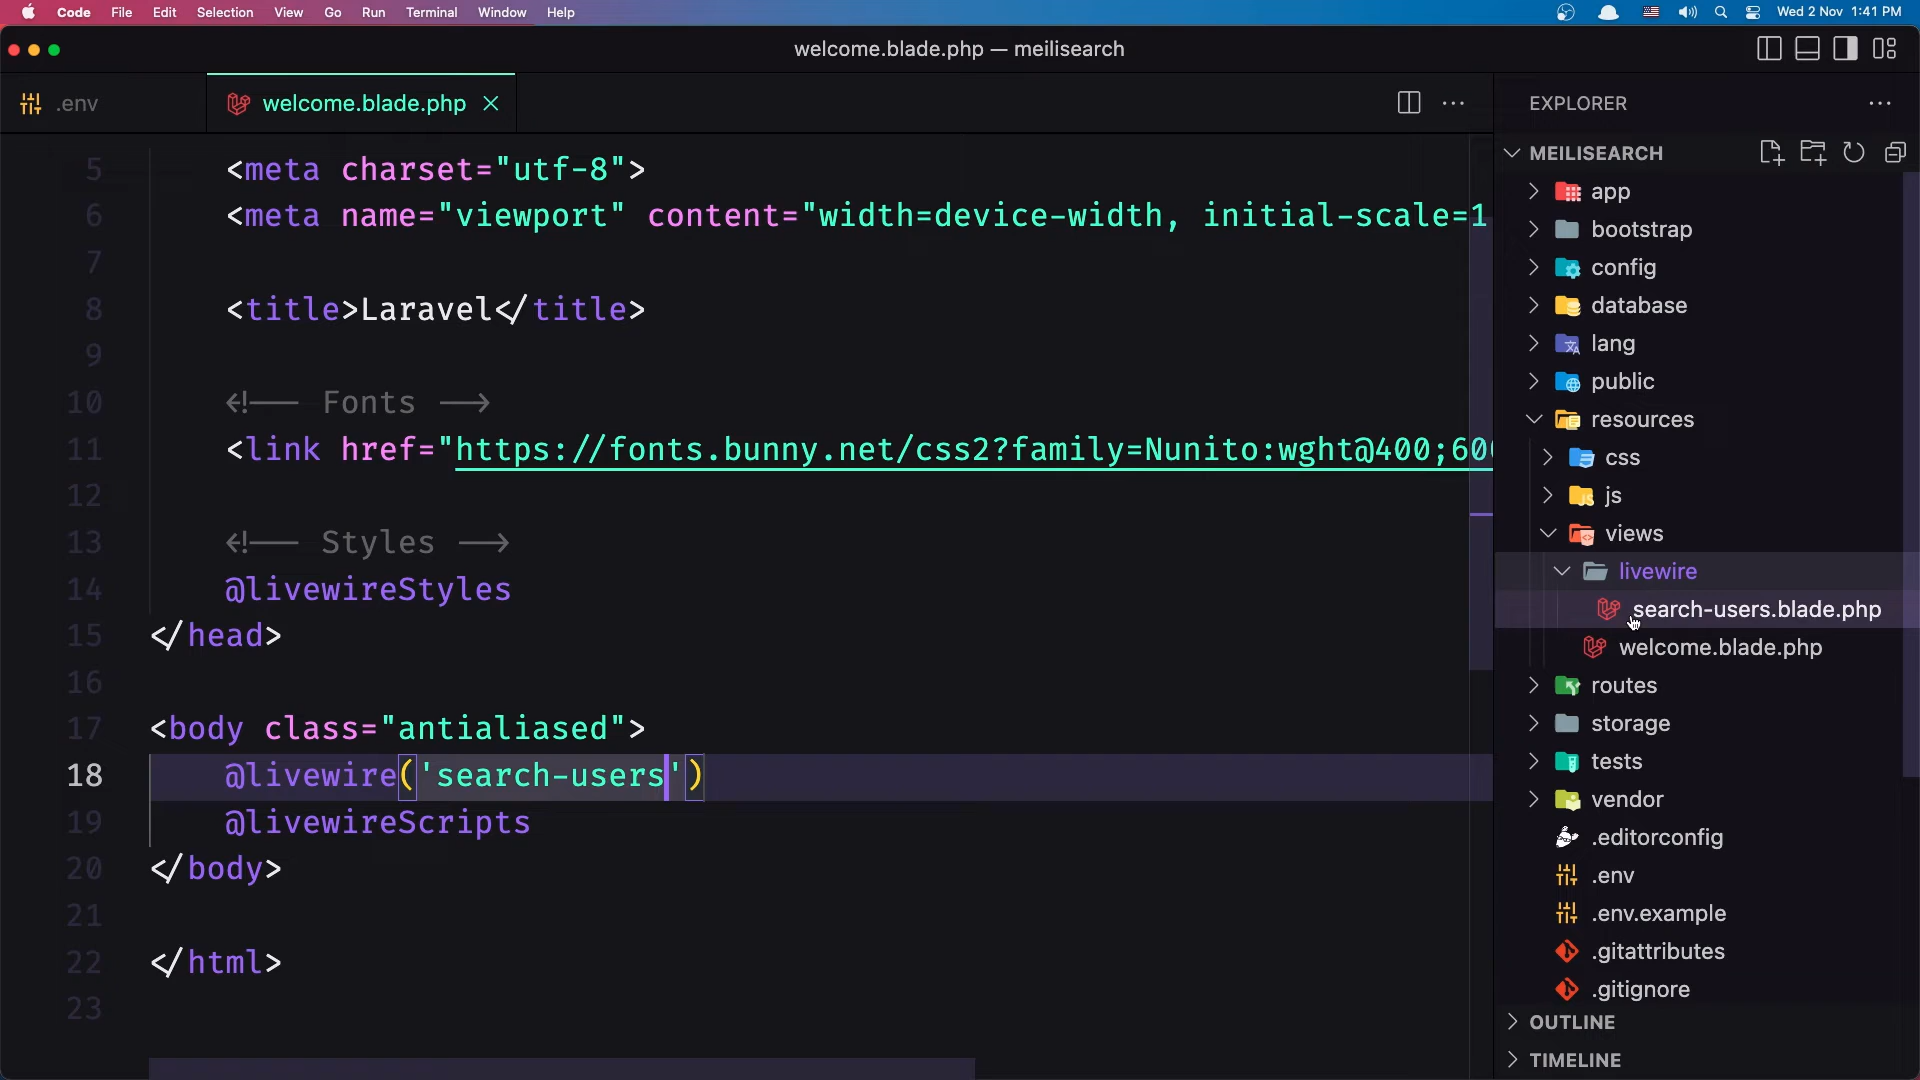 Code File Edit Selection View Go Run Terminal Window Help Wed 2 Nov 1:41 PM
welcome.blade.php — meilisearch
.env welcome.blade.php
5 <meta charset="utf-8">
6 <meta name="viewport" content="width=device-width, initial-scale=1
7
8 <title>Laravel</title>
9
10 <!-- Fonts -->
11 <link href="https://fonts.bunny.net/css2?family=Nunito:wght@400;600
12
13 <!-- Styles -->
14 @livewireStyles
15 </head>
16
17 <body class="antialiased">
18 @livewire('search-users')
19 @livewireScripts
20 </body>
21
22 </html>
23
EXPLORER
MEILISEARCH
app
bootstrap
config
database
lang
public
resources
css
js
views
livewire
search-users.blade.php
welcome.blade.php
routes
storage
tests
vendor
.editorconfig
.env
.env.example
.gitattributes
.gitignore
OUTLINE
TIMELINE